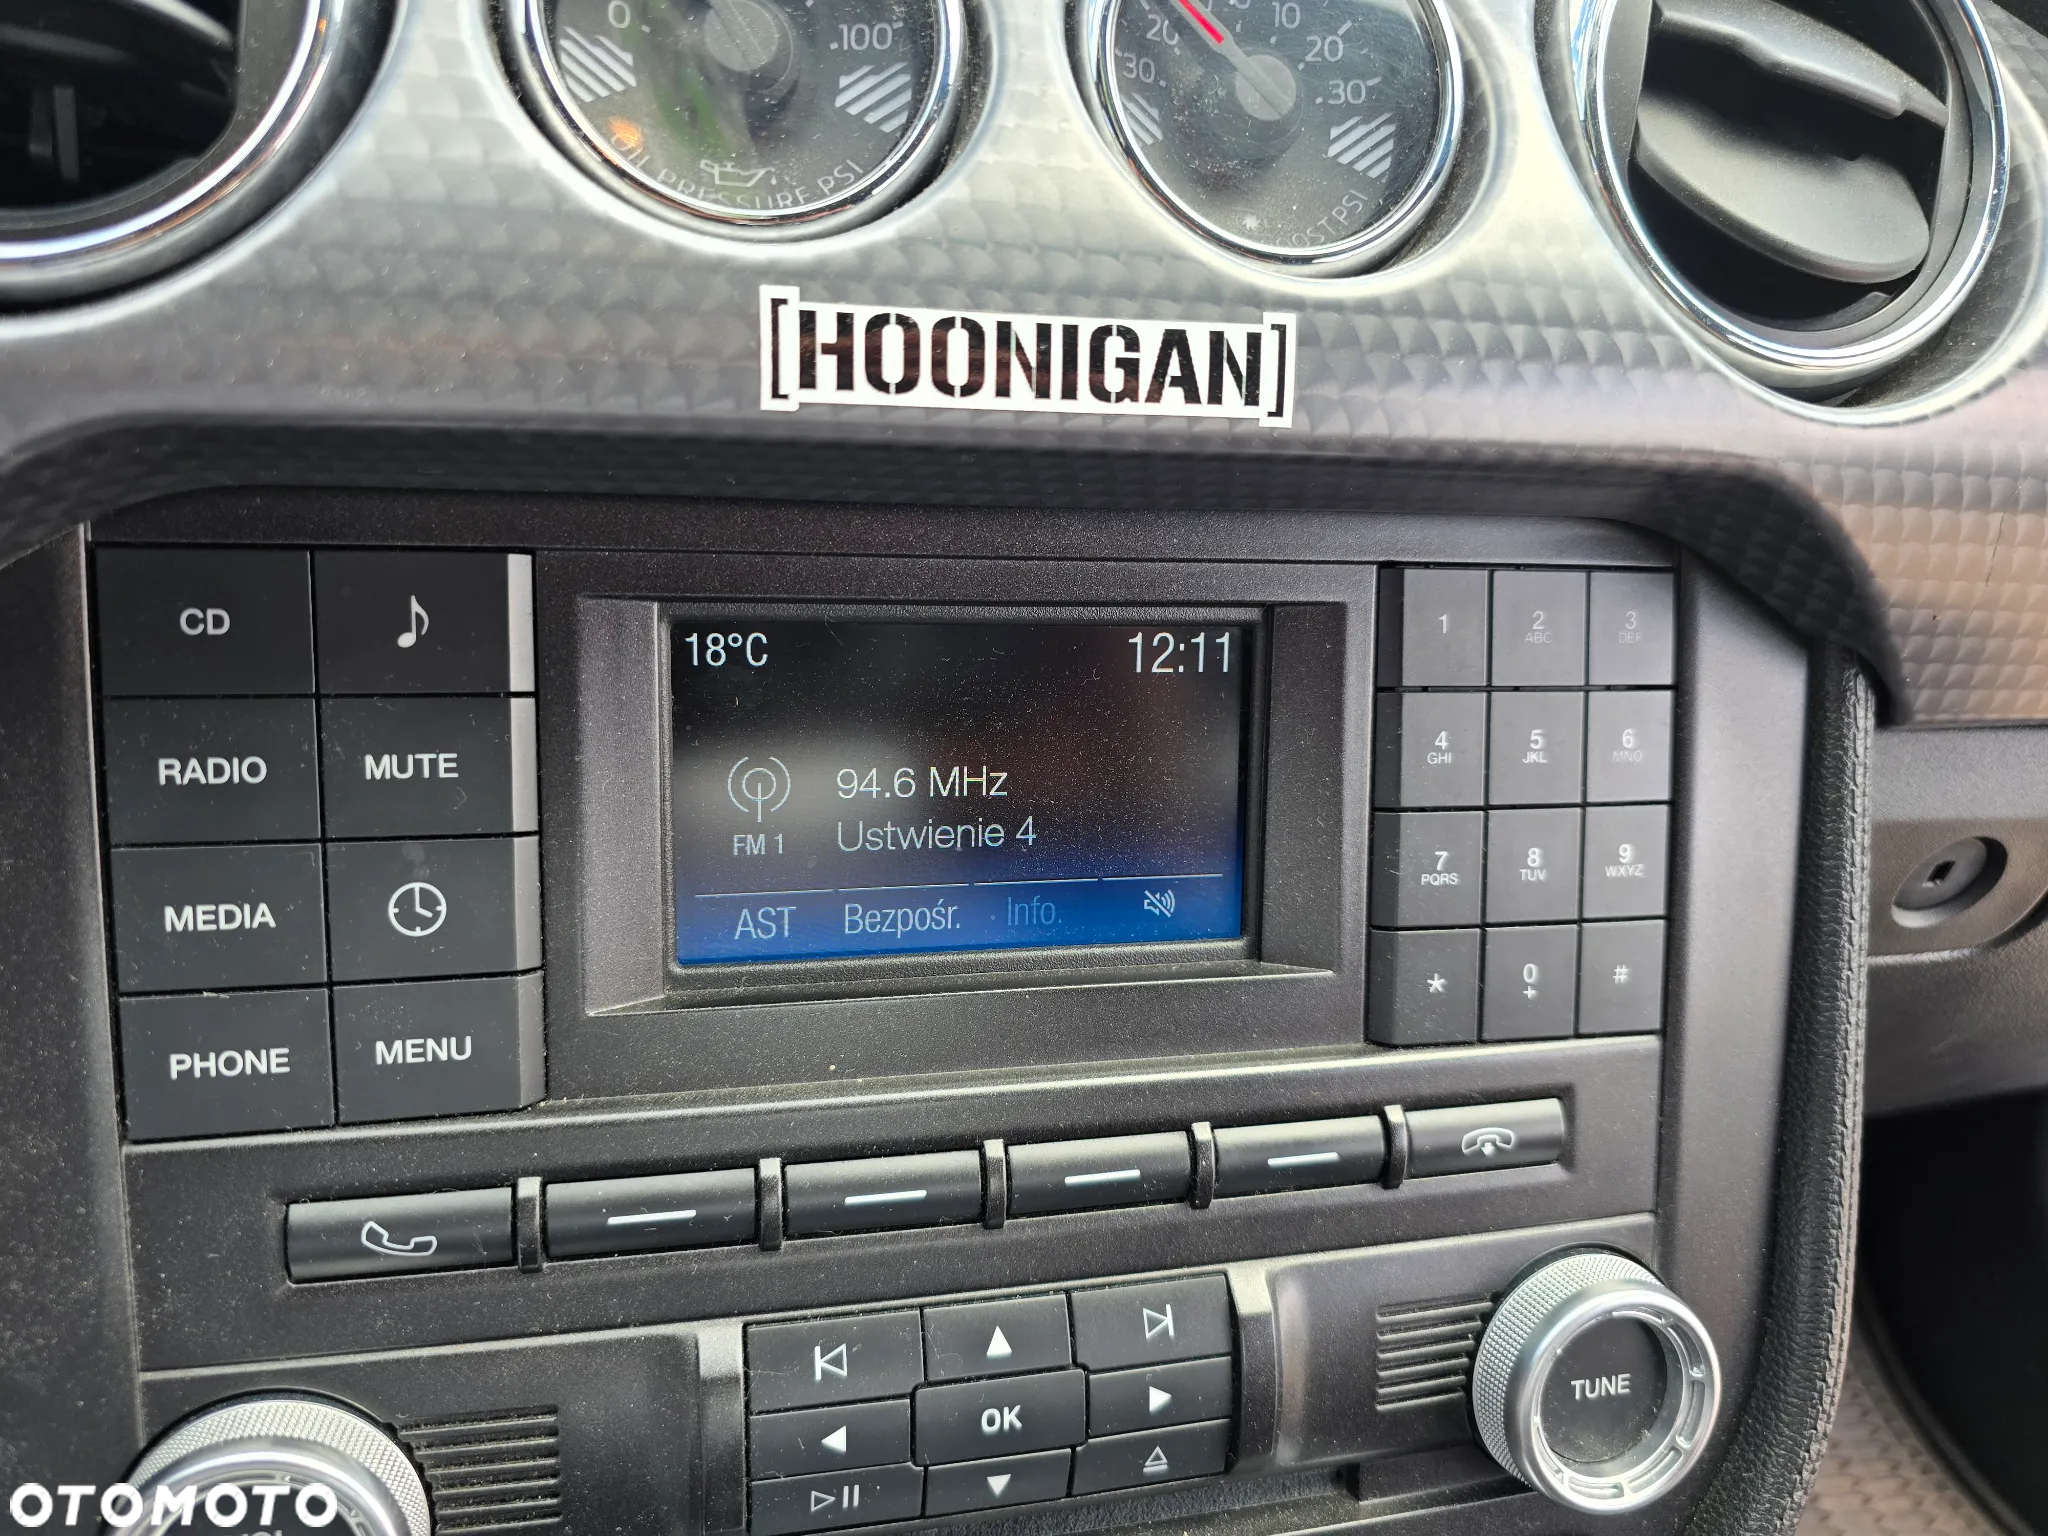 0 .100
OIL PRESSURE PSI
20 10 20
30 .30
[HOONIGAN]
CD
RADIO MUTE
MEDIA
PHONE MENU
18°C 12:11
94.6 MHz
FM 1 Ustwienie 4
AST Bezpośr. Info.
1 2 ABC 3 DEF
4 GHI 5 JKL 6 MNO
7 PQRS 8 TUV 9 WXYZ
* 0 + #
OK
TUNE
OTOMOTO